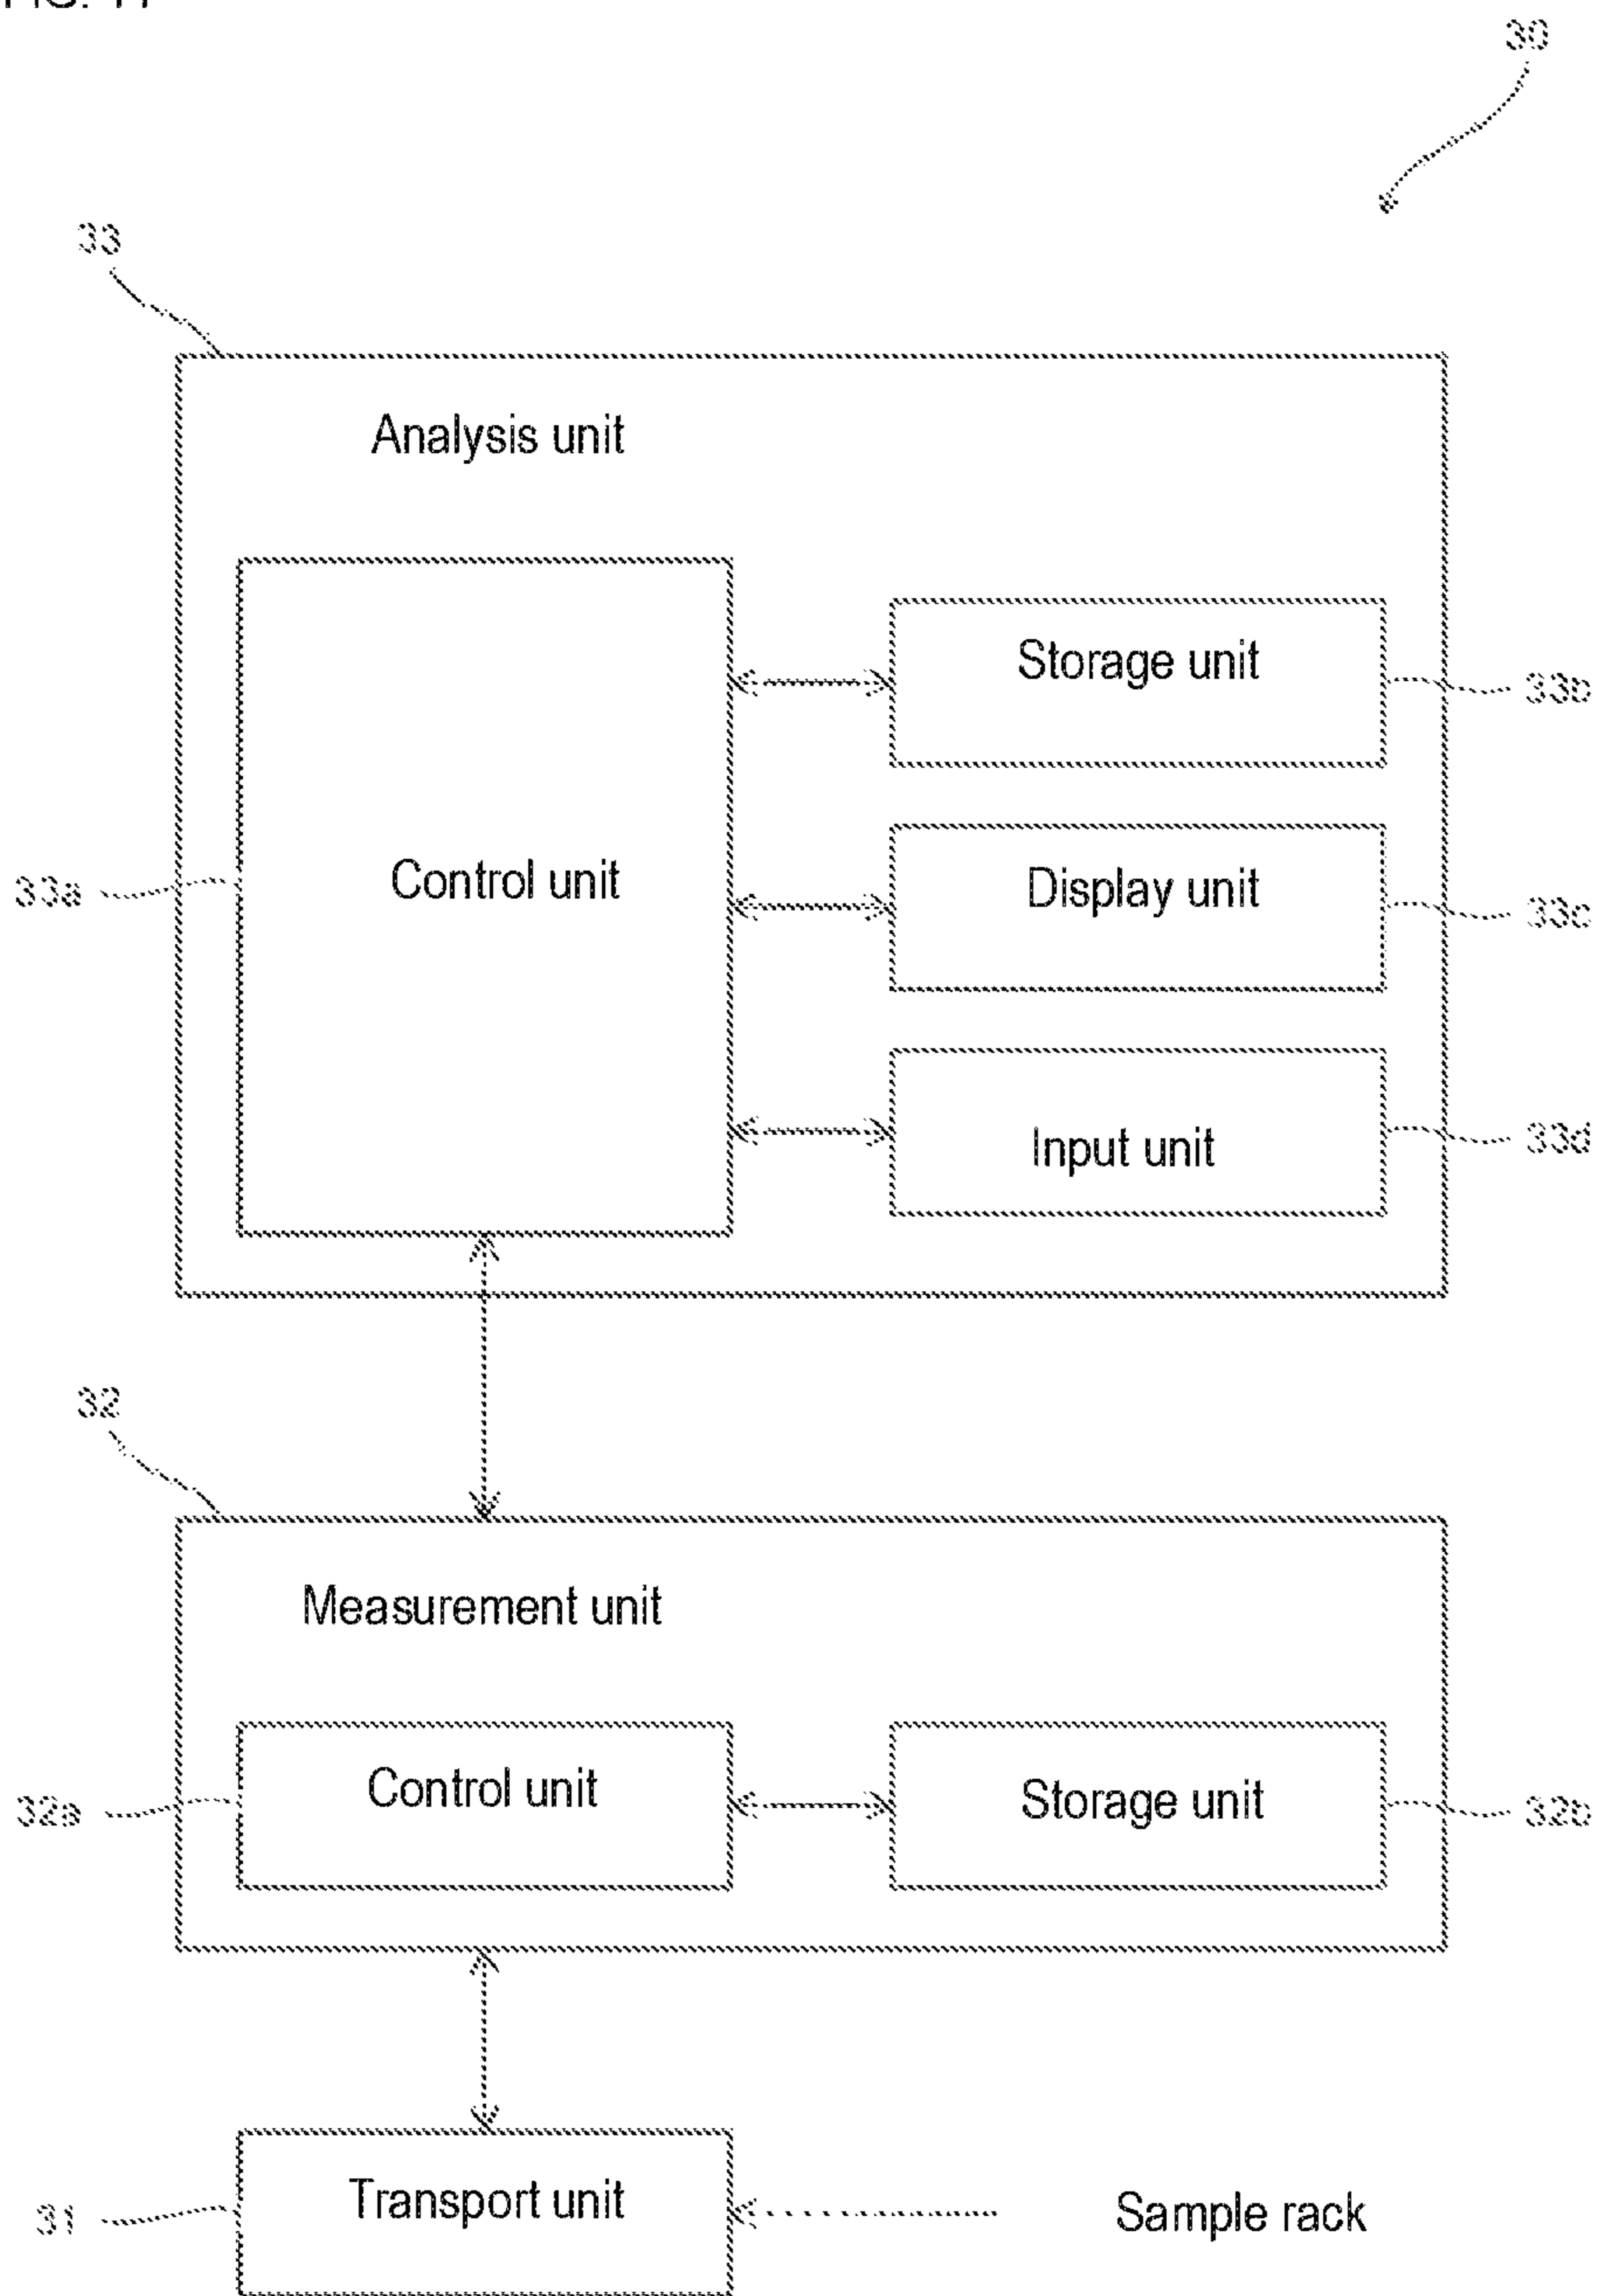 30
33
Analysis unit
Storage unit
33b
Control unit
33a
Display unit
33c
Input unit
33d
32
Measurement unit
Control unit
32a
Storage unit
32b
Transport unit
31
Sample rack